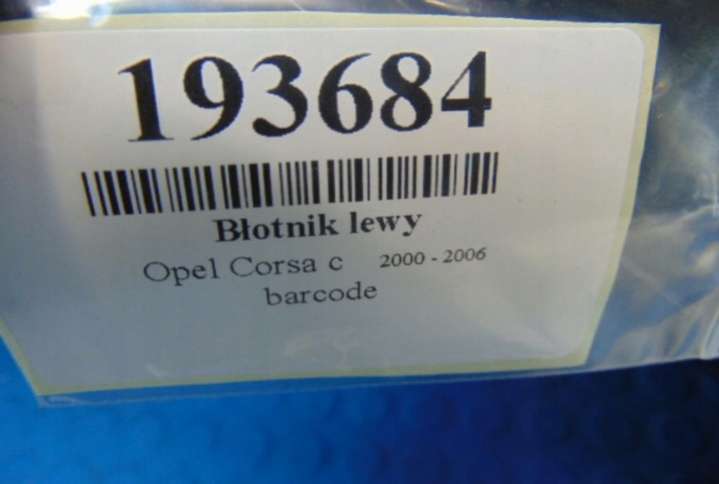 193684
Błotnik lewy
Opel Corsa c 2000 - 2006
barcode